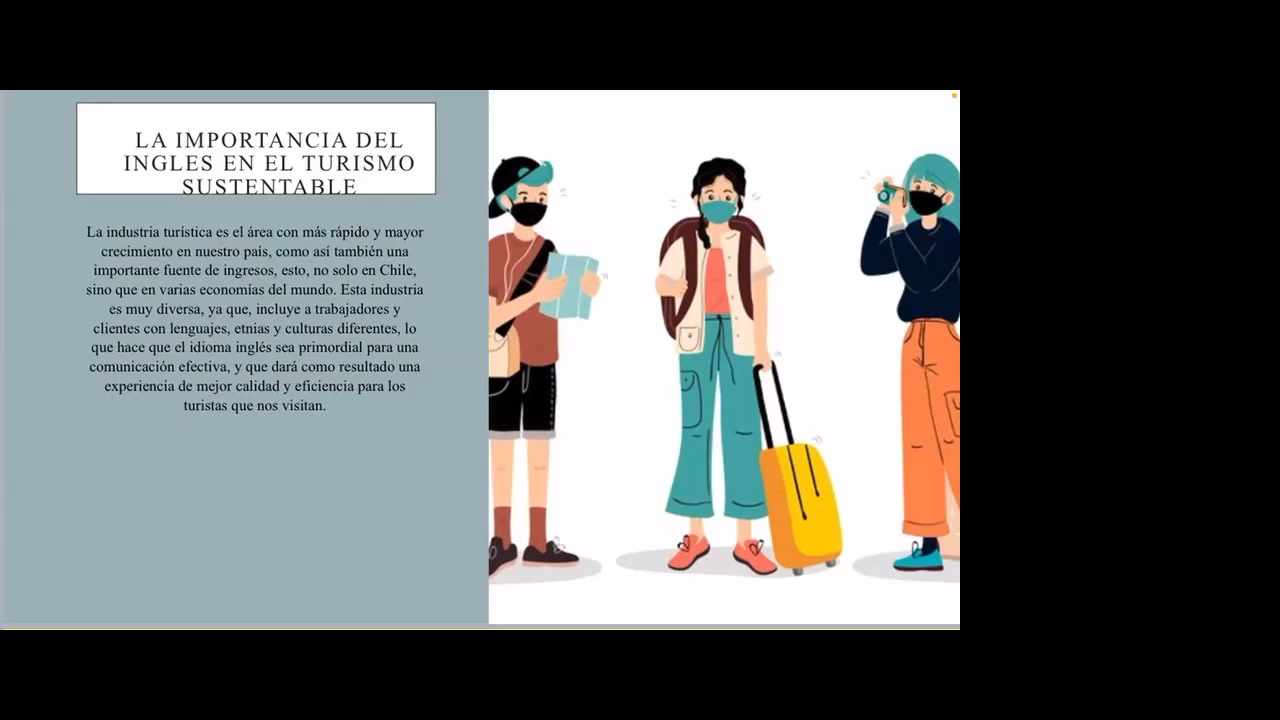 LA IMPORTANCIA DEL
INGLES EN EL TURISMO
SUSTENTABLE
La industria turística es el área con más rápido y mayor
crecimiento en nuestro país, como así también una
importante fuente de ingresos, esto, no solo en Chile,
sino que en varias economías del mundo. Esta industria
es muy diversa, ya que, incluye a trabajadores y
clientes con lenguajes, etnias y culturas diferentes, lo
que hace que el idioma inglés sea primordial para una
comunicación efectiva, y que dará como resultado una
experiencia de mejor calidad y eficiencia para los
turistas que nos visitan.